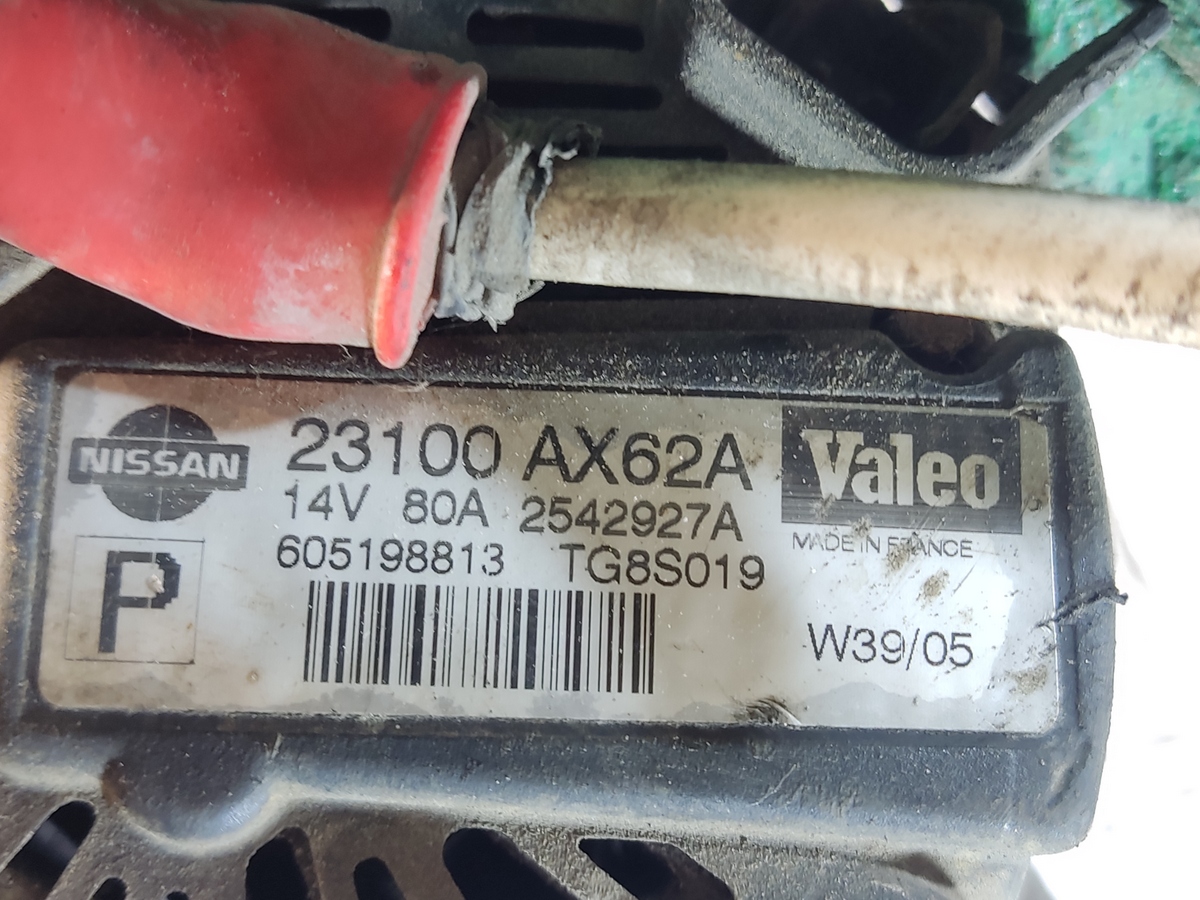 NISSAN
23100 AX62A
Valeo
14V 80A 2542927A
MADE IN FRANCE
605198813 TG8S019
P
W39/05